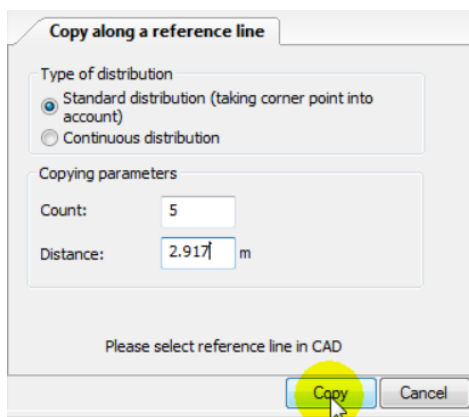 Copy along a reference line
Type of distribution
Standard distribution (taking corner point into
account)
Continuous distribution
Copying parameters
Count: 5
Distance: 2.917 m
Please select reference line in CAD
Copy Cancel